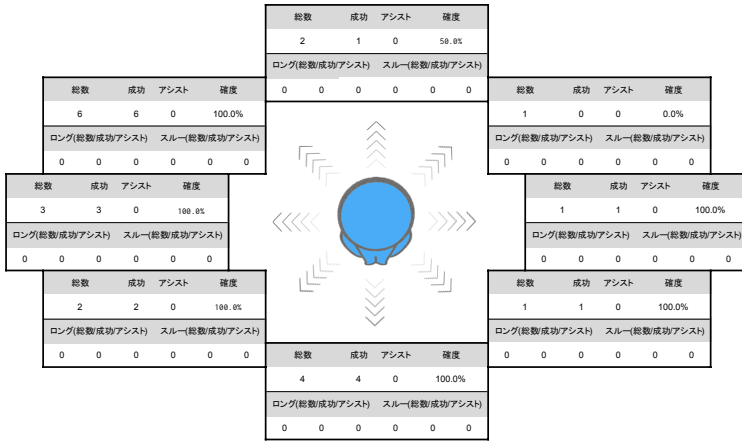 総数 成功 アシスト 確度
2 1 0 50.0%
ロング(総数/成功/アシスト) スルー(総数/成功/アシスト)
0 0 0 0 0 0
総数 成功 アシスト 確度
6 6 0 100.0%
ロング(総数/成功/アシスト) スルー(総数/成功/アシスト)
0 0 0 0 0 0
総数 成功 アシスト 確度
1 0 0 0.0%
ロング(総数/成功/アシスト) スルー(総数/成功/アシスト)
0 0 0 0 0 0
総数 成功 アシスト 確度
3 3 0 100.0%
ロング(総数/成功/アシスト) スルー(総数/成功/アシスト)
0 0 0 0 0 0
総数 成功 アシスト 確度
1 1 0 100.0%
ロング(総数/成功/アシスト) スルー(総数/成功/アシスト)
0 0 0 0 0 0
総数 成功 アシスト 確度
2 2 0 100.0%
ロング(総数/成功/アシスト) スルー(総数/成功/アシスト)
0 0 0 0 0 0
総数 成功 アシスト 確度
1 1 0 100.0%
ロング(総数/成功/アシスト) スルー(総数/成功/アシスト)
0 0 0 0 0 0
総数 成功 アシスト 確度
4 4 0 100.0%
ロング(総数/成功/アシスト) スルー(総数/成功/アシスト)
0 0 0 0 0 0